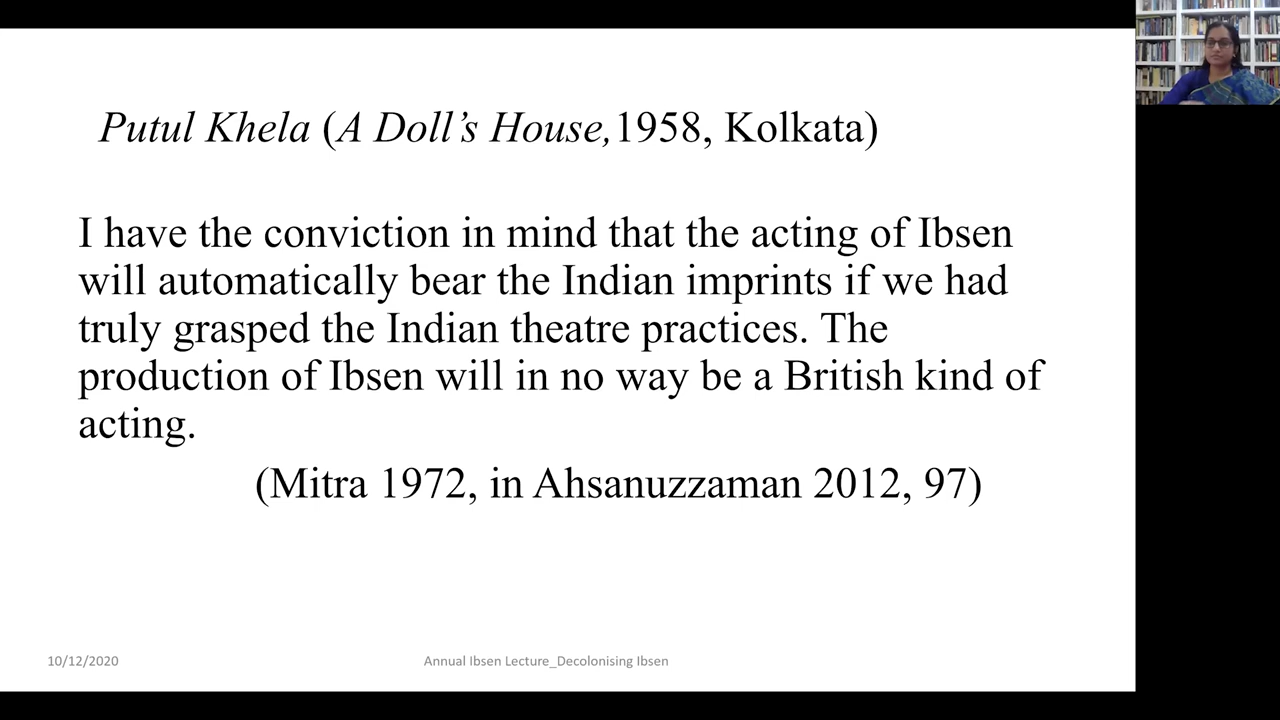 Putul Khela (A Doll’s House,1958, Kolkata)
I have the conviction in mind that the acting of Ibsen
will automatically bear the Indian imprints if we had
truly grasped the Indian theatre practices. The
production of Ibsen will in no way be a British kind of
acting.
(Mitra 1972, in Ahsanuzzaman 2012, 97)
10/12/2020
Annual Ibsen Lecture_Decolonising Ibsen